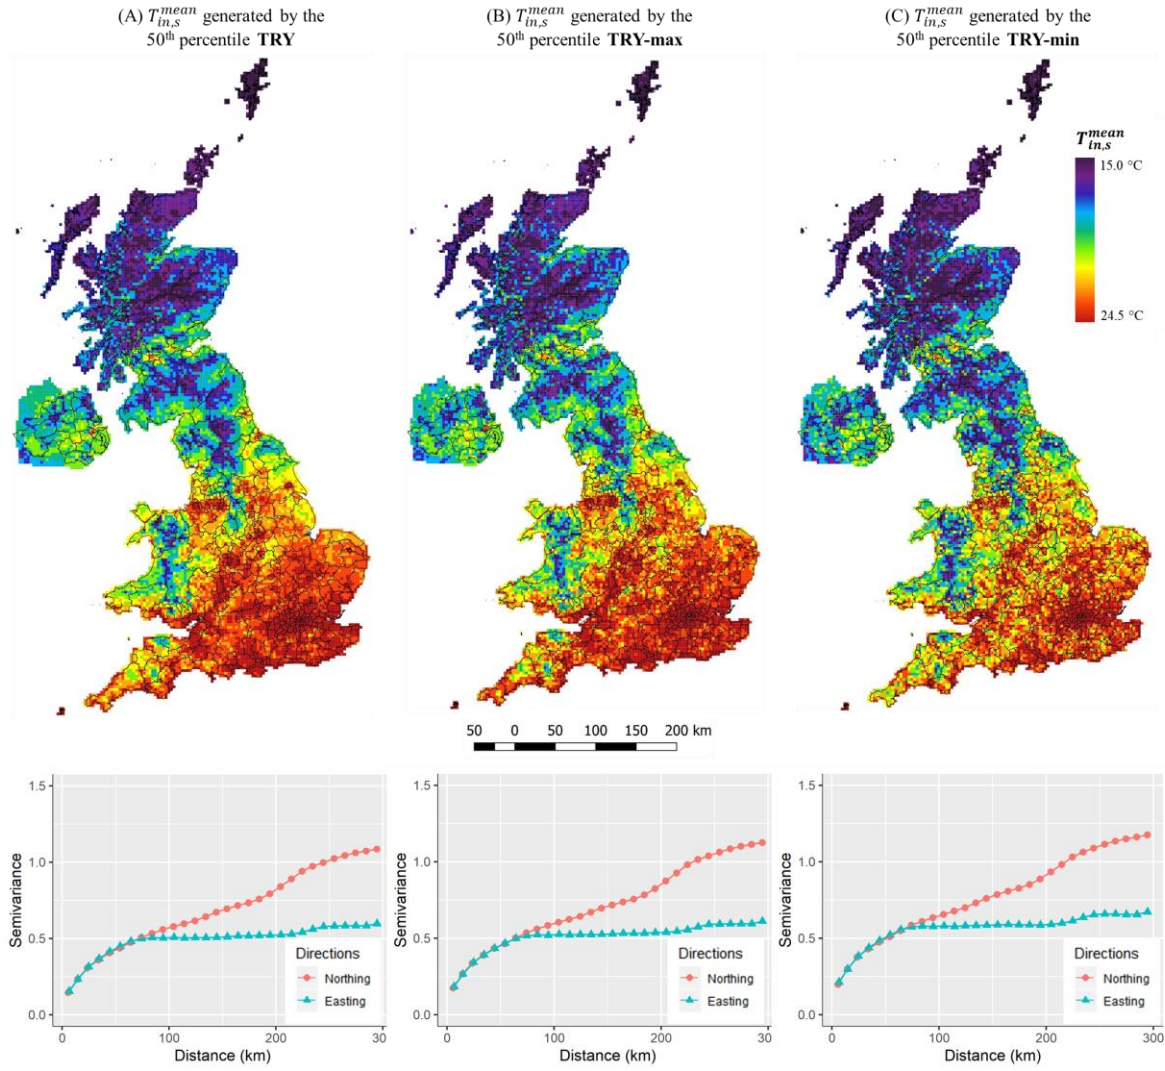 (A) T_{in,s}^{mean} generated by the
50th percentile TRY
(B) T_{in,s}^{mean} generated by the
50th percentile TRY-max
(C) T_{in,s}^{mean} generated by the
50th percentile TRY-min
T_{in,s}^{mean}
15.0 °C
24.5 °C
50 0 50 100 150 200 km
Semivariance
1.5
1.0
0.5
0.0
Directions
Northing
Easting
0 100 200 30
Distance (km)
Semivariance
1.5
1.0
0.5
0.0
Directions
Northing
Easting
0 100 200 30
Distance (km)
Semivariance
1.5
1.0
0.5
0.0
Directions
Northing
Easting
0 100 200 300
Distance (km)